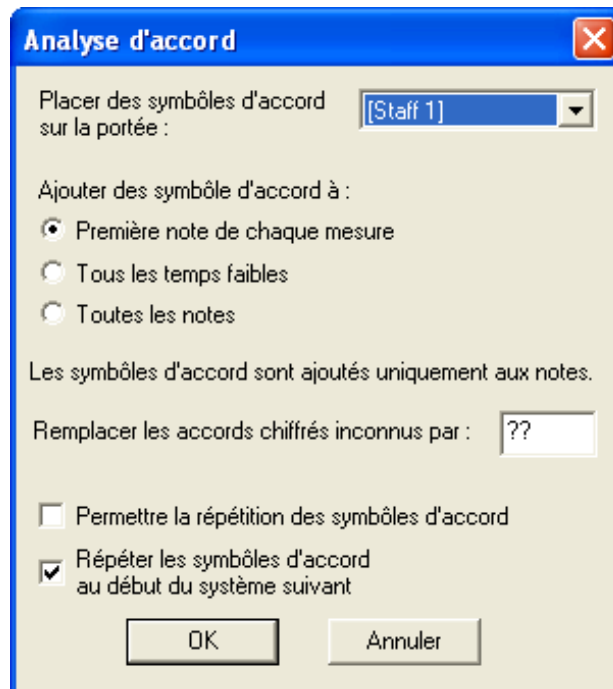 Analyse d'accord
Placer des symbôles d'accord
sur la portée :
[Staff 1]
Ajouter des symbôle d'accord à :
Première note de chaque mesure
Tous les temps faibles
Toutes les notes
Les symbôles d'accord sont ajoutés uniquement aux notes.
Remplacer les accords chiffrés inconnus par :
??
Permettre la répétition des symbôles d'accord
Répéter les symbôles d'accord
au début du système suivant
OK
Annuler